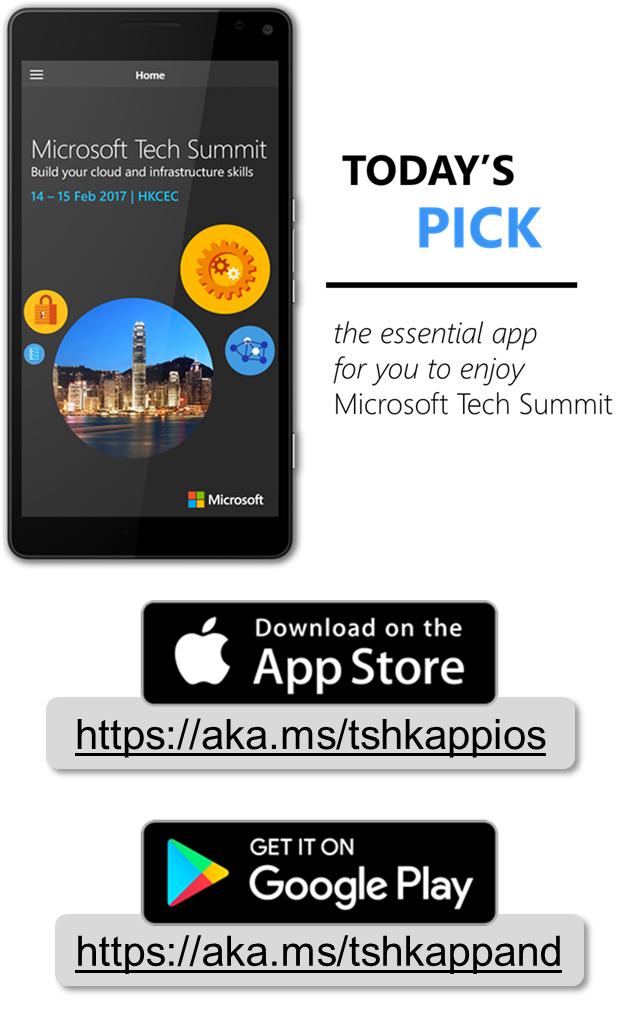 Home
Microsoft Tech Summit
Build your cloud and infrastructure skills
14 – 15 Feb 2017 | HKCEC
Microsoft
TODAY'S
PICK
the essential app
for you to enjoy
Microsoft Tech Summit
Download on the
App Store
https://aka.ms/tshkappios
GET IT ON
Google Play
https://aka.ms/tshkappand